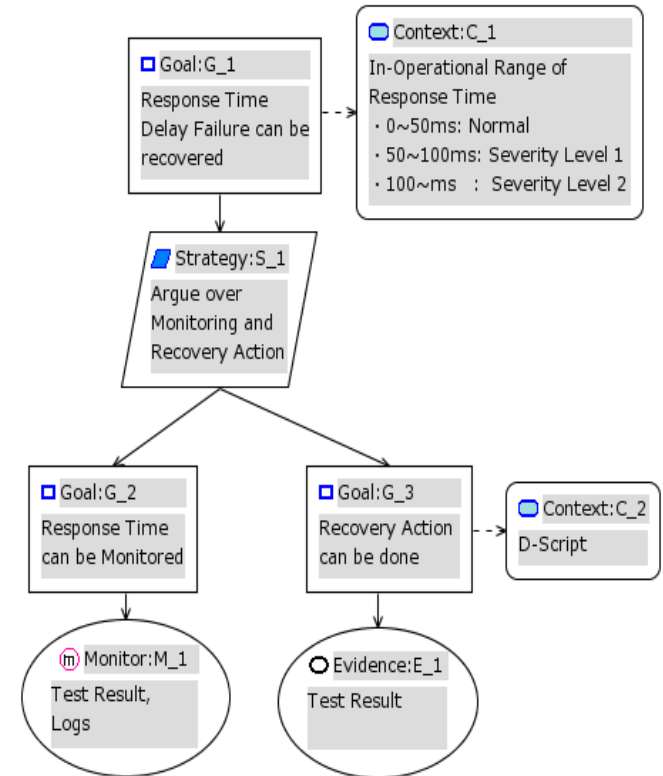 Goal:G_1
Response Time
Delay Failure can be
recovered
Context:C_1
In-Operational Range of
Response Time
・0~50ms: Normal
・50~100ms: Severity Level 1
・100~ms : Severity Level 2
Strategy:S_1
Argue over
Monitoring and
Recovery Action
Goal:G_2
Response Time
can be Monitored
Goal:G_3
Recovery Action
can be done
Context:C_2
D-Script
m Monitor:M_1
Test Result,
Logs
Evidence:E_1
Test Result